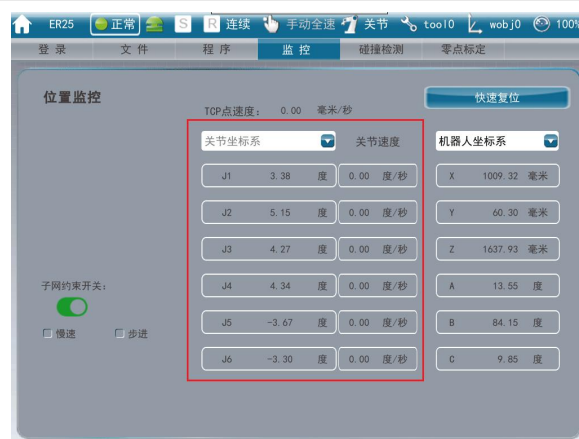 ER25 正常 S R 连续 手动全速 关节 tool0 wobj0 100%
登录 文件 程序 监控 碰撞检测 零点标定
位置监控
TCP点速度： 0.00 毫米/秒
快速复位
关节坐标系 关节速度 机器人坐标系
J1 3.38 度 0.00 度/秒 X 1009.32 毫米
J2 5.15 度 0.00 度/秒 Y 60.30 毫米
J3 4.27 度 0.00 度/秒 Z 1637.93 毫米
子网约束开关：
J4 4.34 度 0.00 度/秒 A 13.55 度
慢速 步进
J5 -3.67 度 0.00 度/秒 B 84.15 度
J6 -3.30 度 0.00 度/秒 C 9.85 度